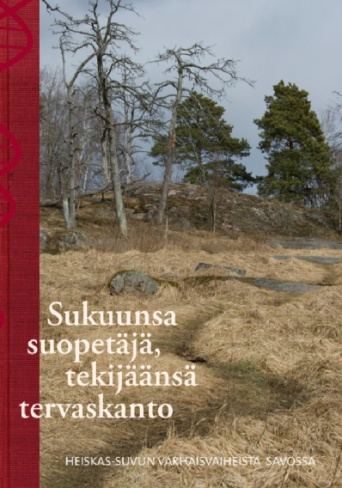 Sukuunsa
suopetäjä,
tekijäänsä
tervaskanto
HEISKAS-SUVUN VARHAISVAIHEISTA SAVOSSA